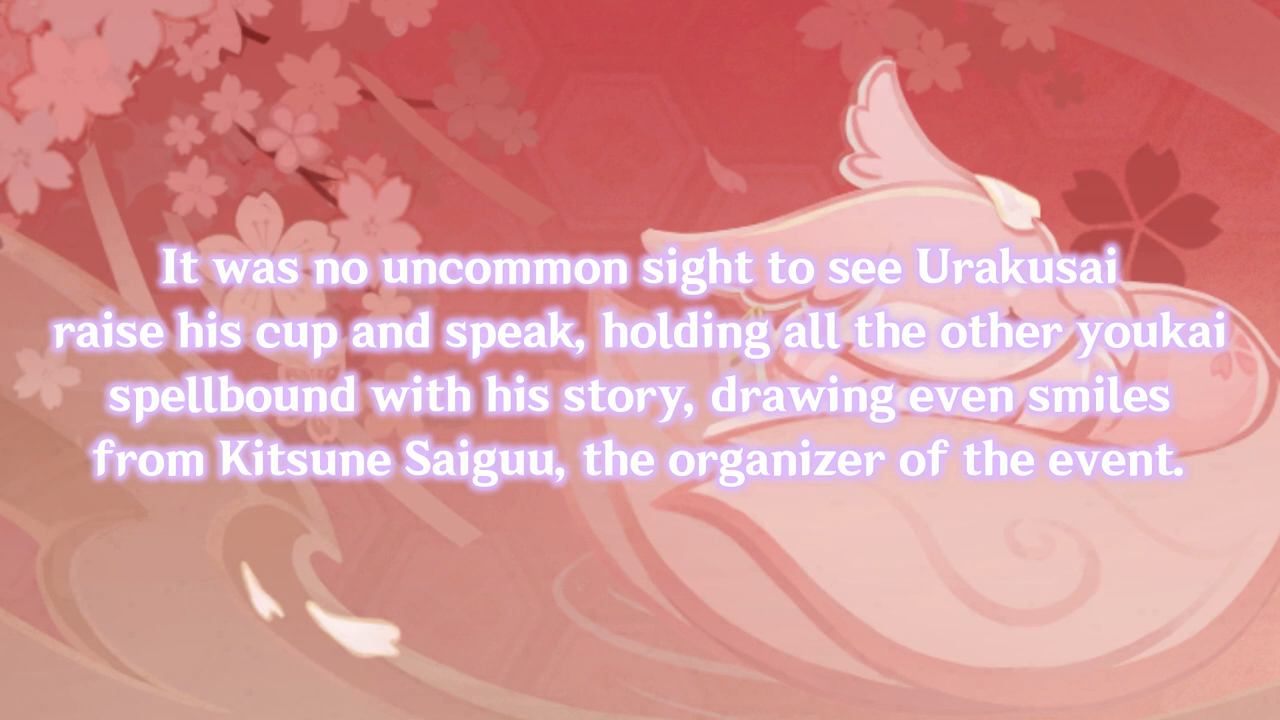 It was no uncommon sight to see Urakusai
raise his cup and speak, holding all the other youkai
spellbound with his story, drawing even smiles
from Kitsune Saiguu, the organizer of the event.